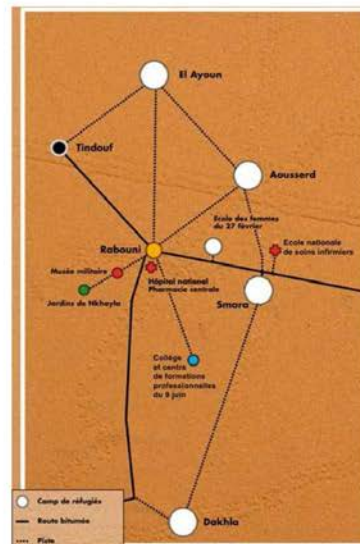 El Ayoun
Tindouf
Aousserd
Ecole des femmes
du 27 février
Ecole nationale
de soins infirmiers
Rabouni
Musée militaire
Hôpital national
Pharmacie centrale
Jardins de Nkheyla
Smara
Collège
et centre
de formations
professionnelles
du 9 juin
Dakhla
Camp de réfugiés
Route bitumée
Piste